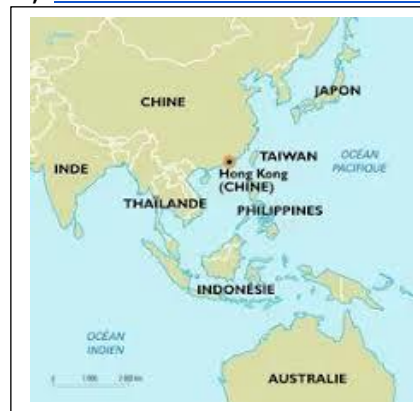 JAPON
CHINE
TAIWAN
OCÉAN
PACIFIQUE
INDE
Hong Kong
(CHINE)
THAÏLANDE
PHILIPPINES
INDONÉSIE
OCÉAN
INDIEN
AUSTRALIE